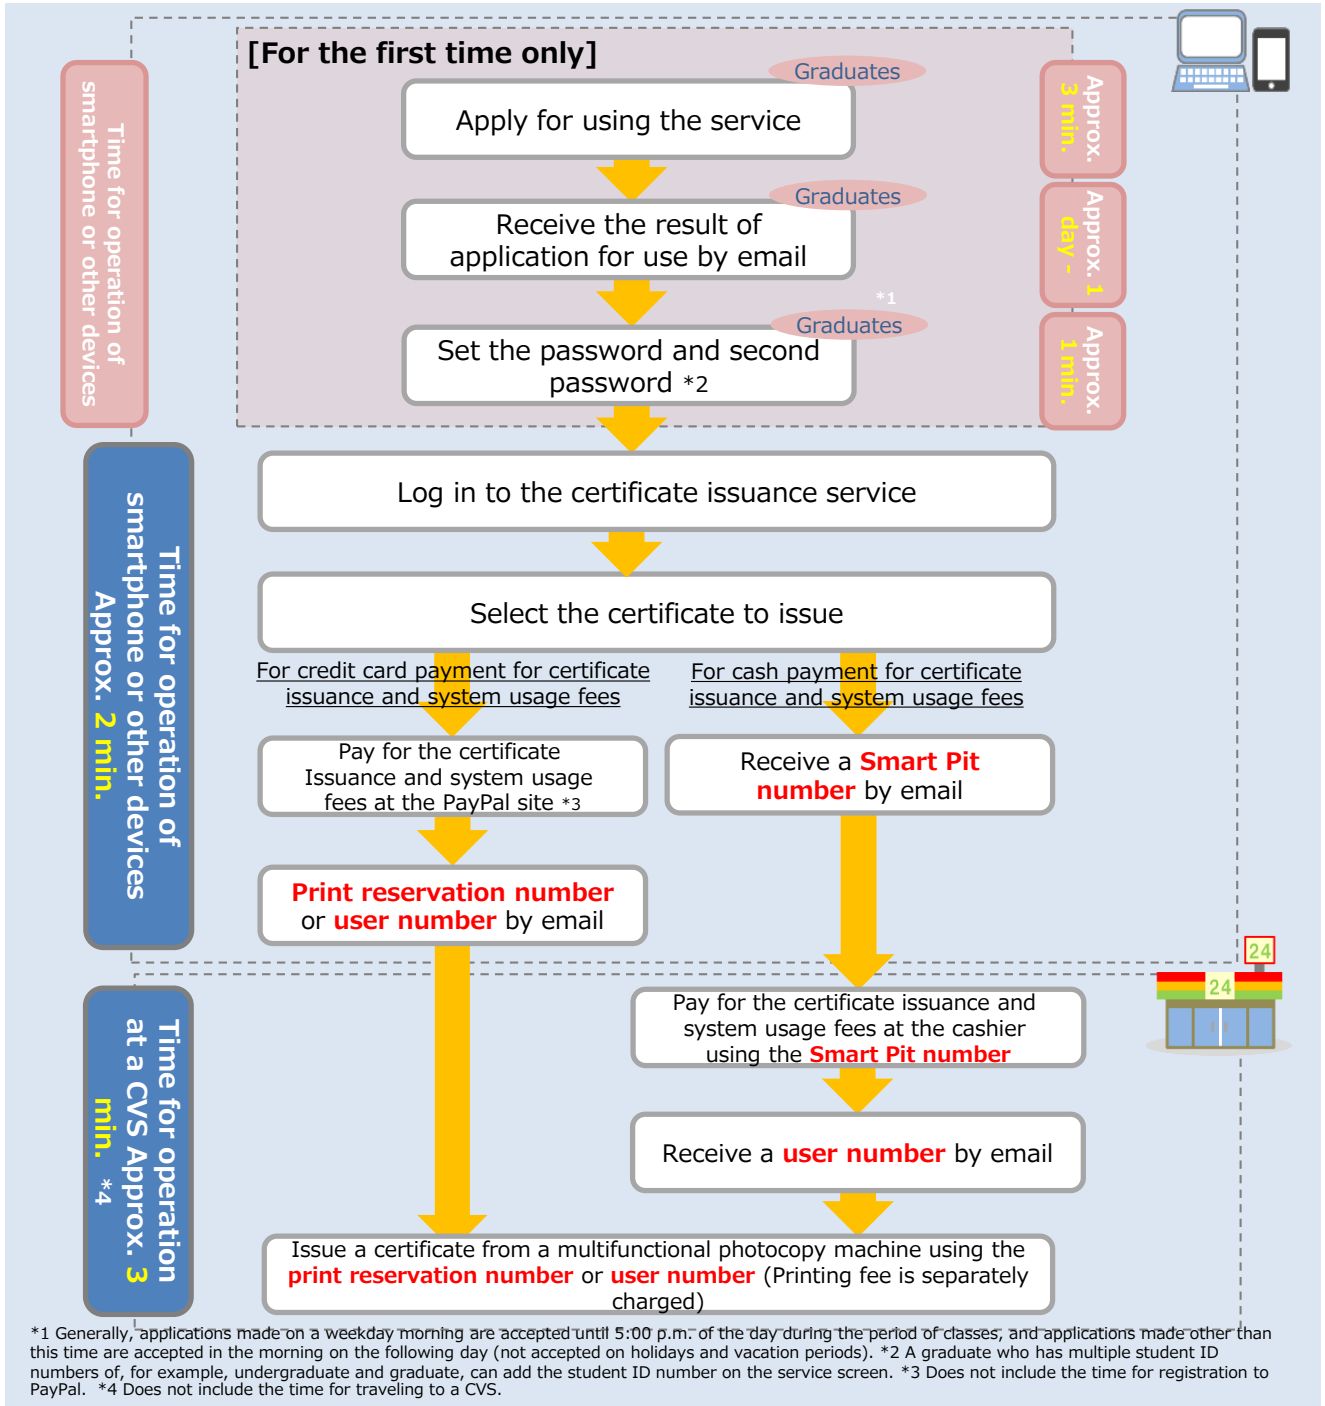 [For the first time only]
Graduates
Apply for using the service
Approx.
3 min.
Time for operation of
smartphone or other devices
Graduates
Receive the result of
application for use by email
Approx. 1
day -
*1
Graduates
Set the password and second
password *2
Approx.
1 min.
Log in to the certificate issuance service
Select the certificate to issue
Time for operation of
smartphone or other devices
Approx. 2 min.
For credit card payment for certificate
issuance and system usage fees
For cash payment for certificate
issuance and system usage fees
Pay for the certificate
Issuance and system usage
fees at the PayPal site *3
Receive a Smart Pit
number by email
Print reservation number
or user number by email
24
24
Pay for the certificate issuance and
system usage fees at the cashier
using the Smart Pit number
Time for operation
at a CVS Approx. 3
min. *4
Receive a user number by email
Issue a certificate from a multifunctional photocopy machine using the
print reservation number or user number (Printing fee is separately
charged)
*1 Generally, applications made on a weekday morning are accepted until 5:00 p.m. of the day during the period of classes, and applications made other than
this time are accepted in the morning on the following day (not accepted on holidays and vacation periods). *2 A graduate who has multiple student ID
numbers of, for example, undergraduate and graduate, can add the student ID number on the service screen. *3 Does not include the time for registration to
PayPal. *4 Does not include the time for traveling to a CVS.